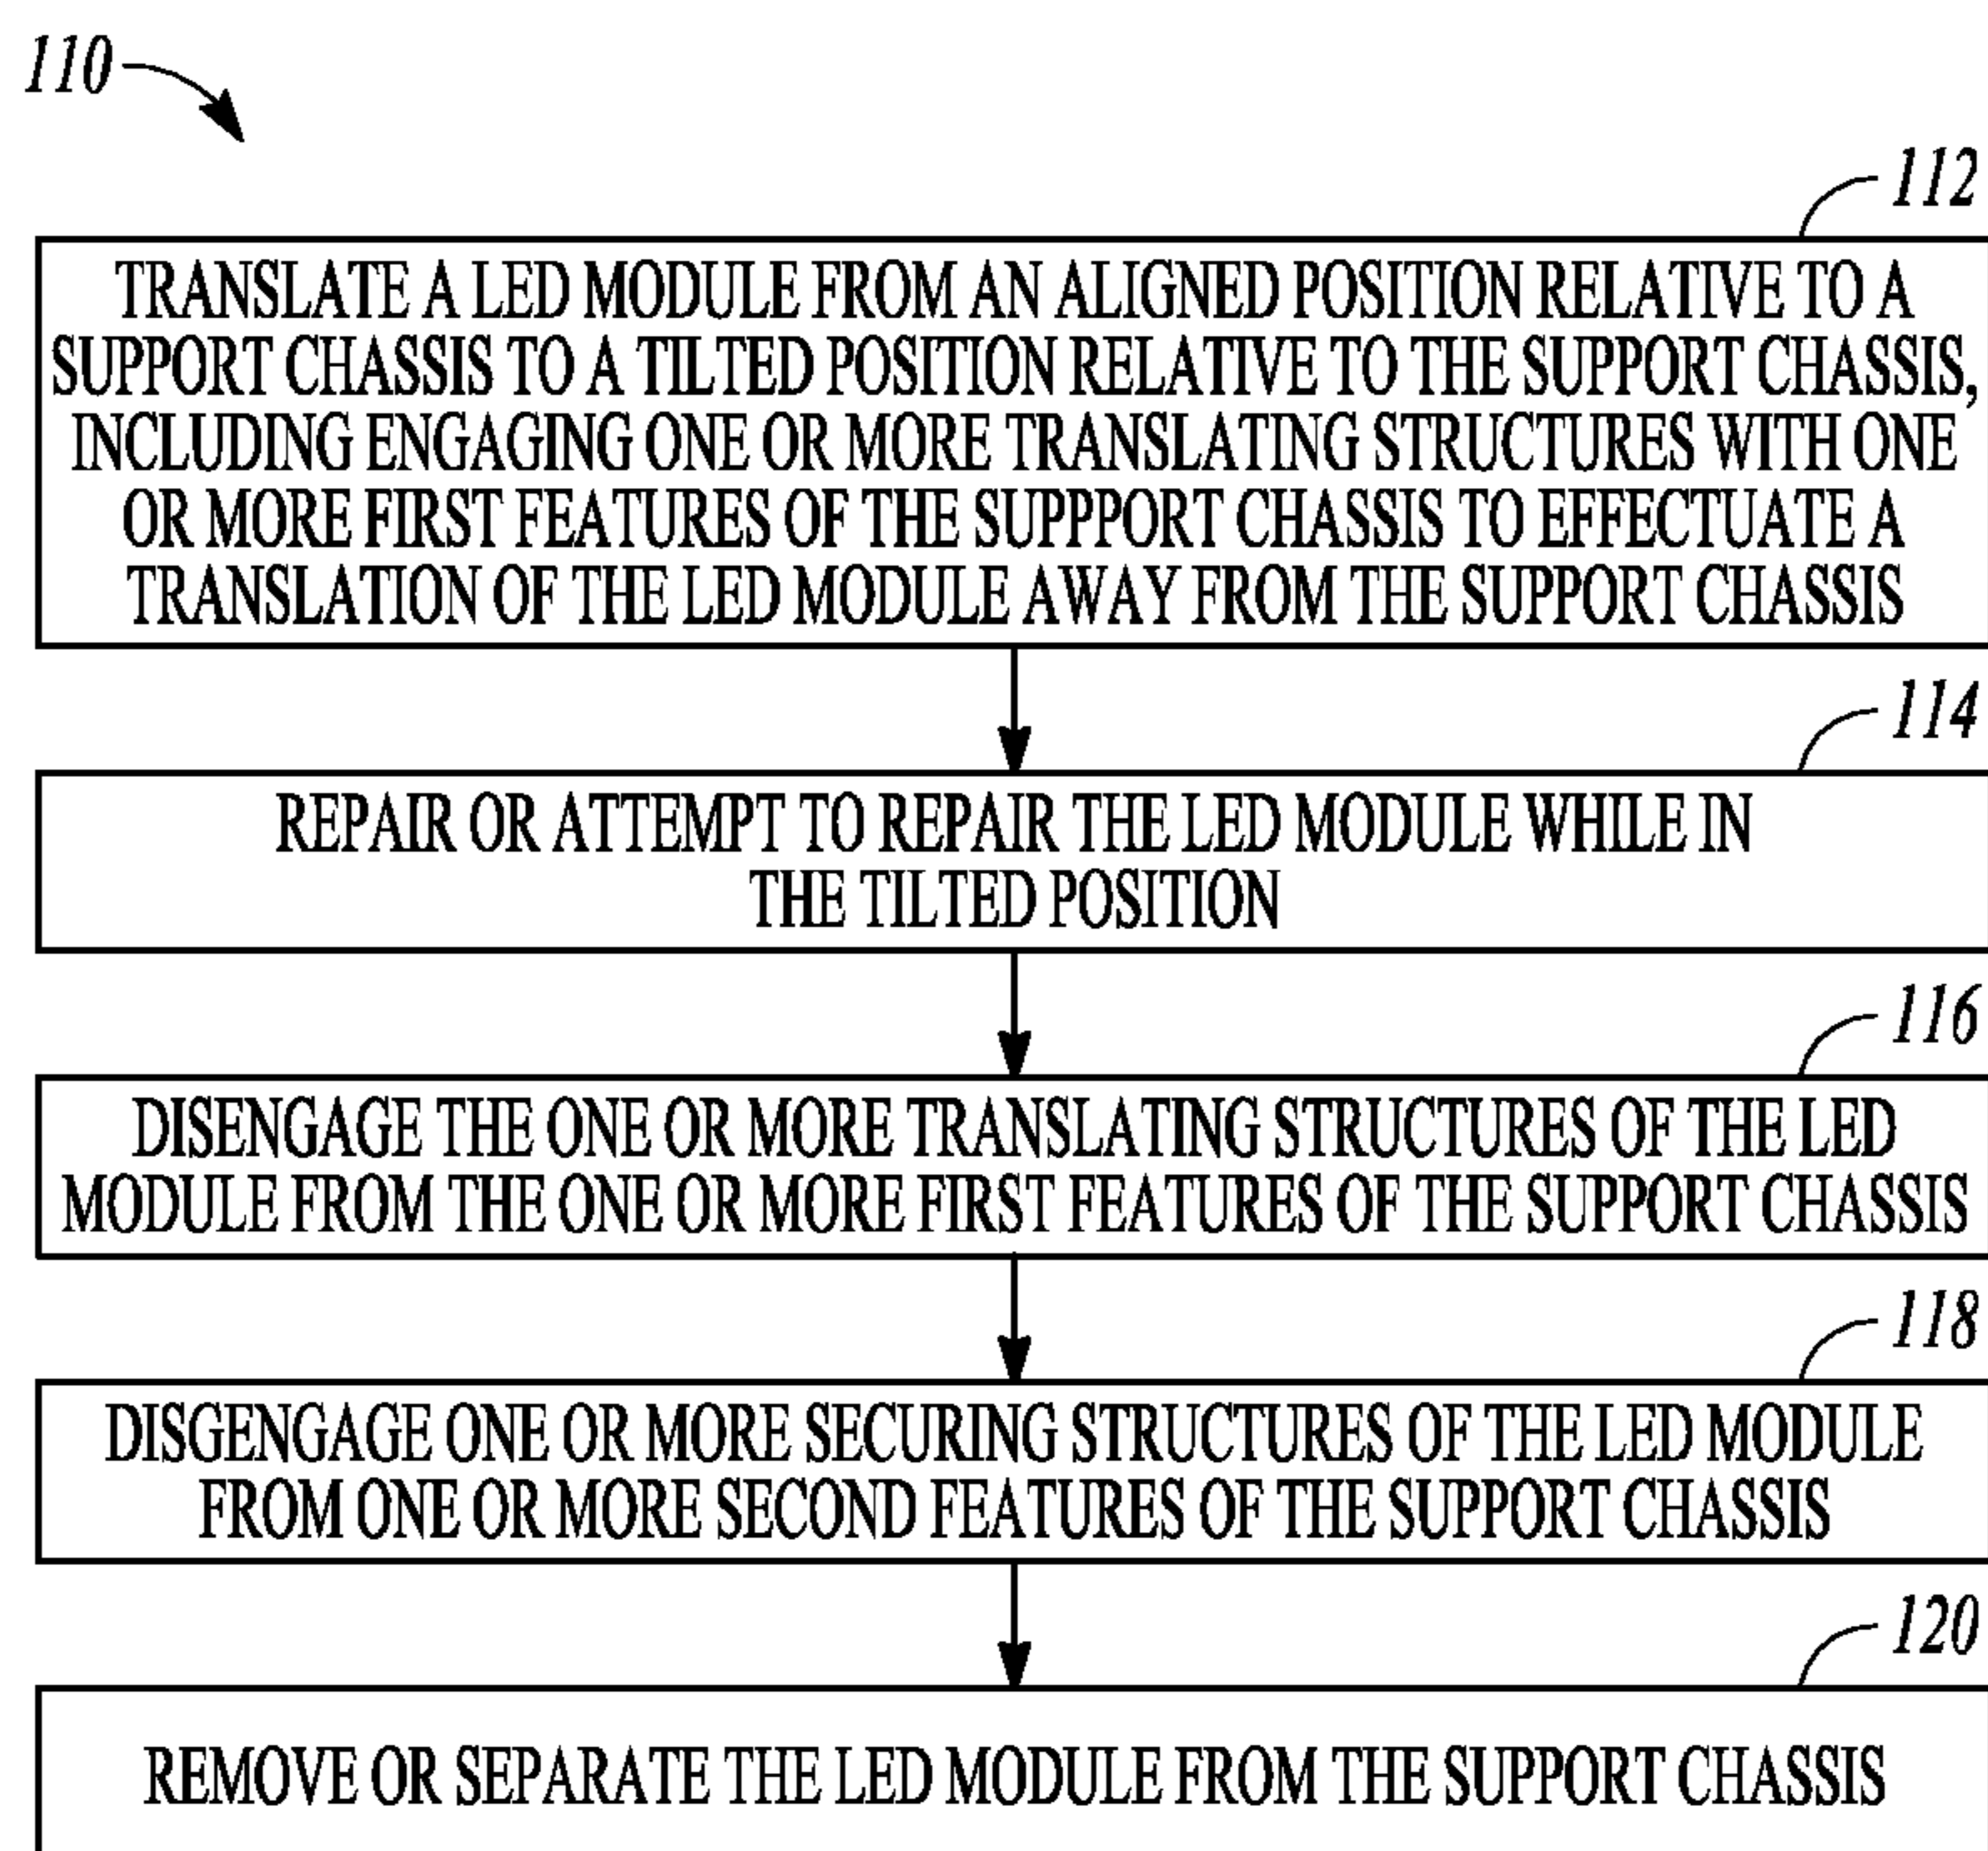 110
112
TRANSLATE A LED MODULE FROM AN ALIGNED POSITION RELATIVE TO A
SUPPORT CHASSIS TO A TILTED POSITION RELATIVE TO THE SUPPORT CHASSIS,
INCLUDING ENGAGING ONE OR MORE TRANSLATING STRUCTURES WITH ONE
OR MORE FIRST FEATURES OF THE SUPPPORT CHASSIS TO EFFECTUATE A
TRANSLATION OF THE LED MODULE AWAY FROM THE SUPPORT CHASSIS
114
REPAIR OR ATTEMPT TO REPAIR THE LED MODULE WHILE IN
THE TILTED POSITION
116
DISENGAGE THE ONE OR MORE TRANSLATING STRUCTURES OF THE LED
MODULE FROM THE ONE OR MORE FIRST FEATURES OF THE SUPPORT CHASSIS
118
DISGENGAGE ONE OR MORE SECURING STRUCTURES OF THE LED MODULE
FROM ONE OR MORE SECOND FEATURES OF THE SUPPORT CHASSIS
120
REMOVE OR SEPARATE THE LED MODULE FROM THE SUPPORT CHASSIS